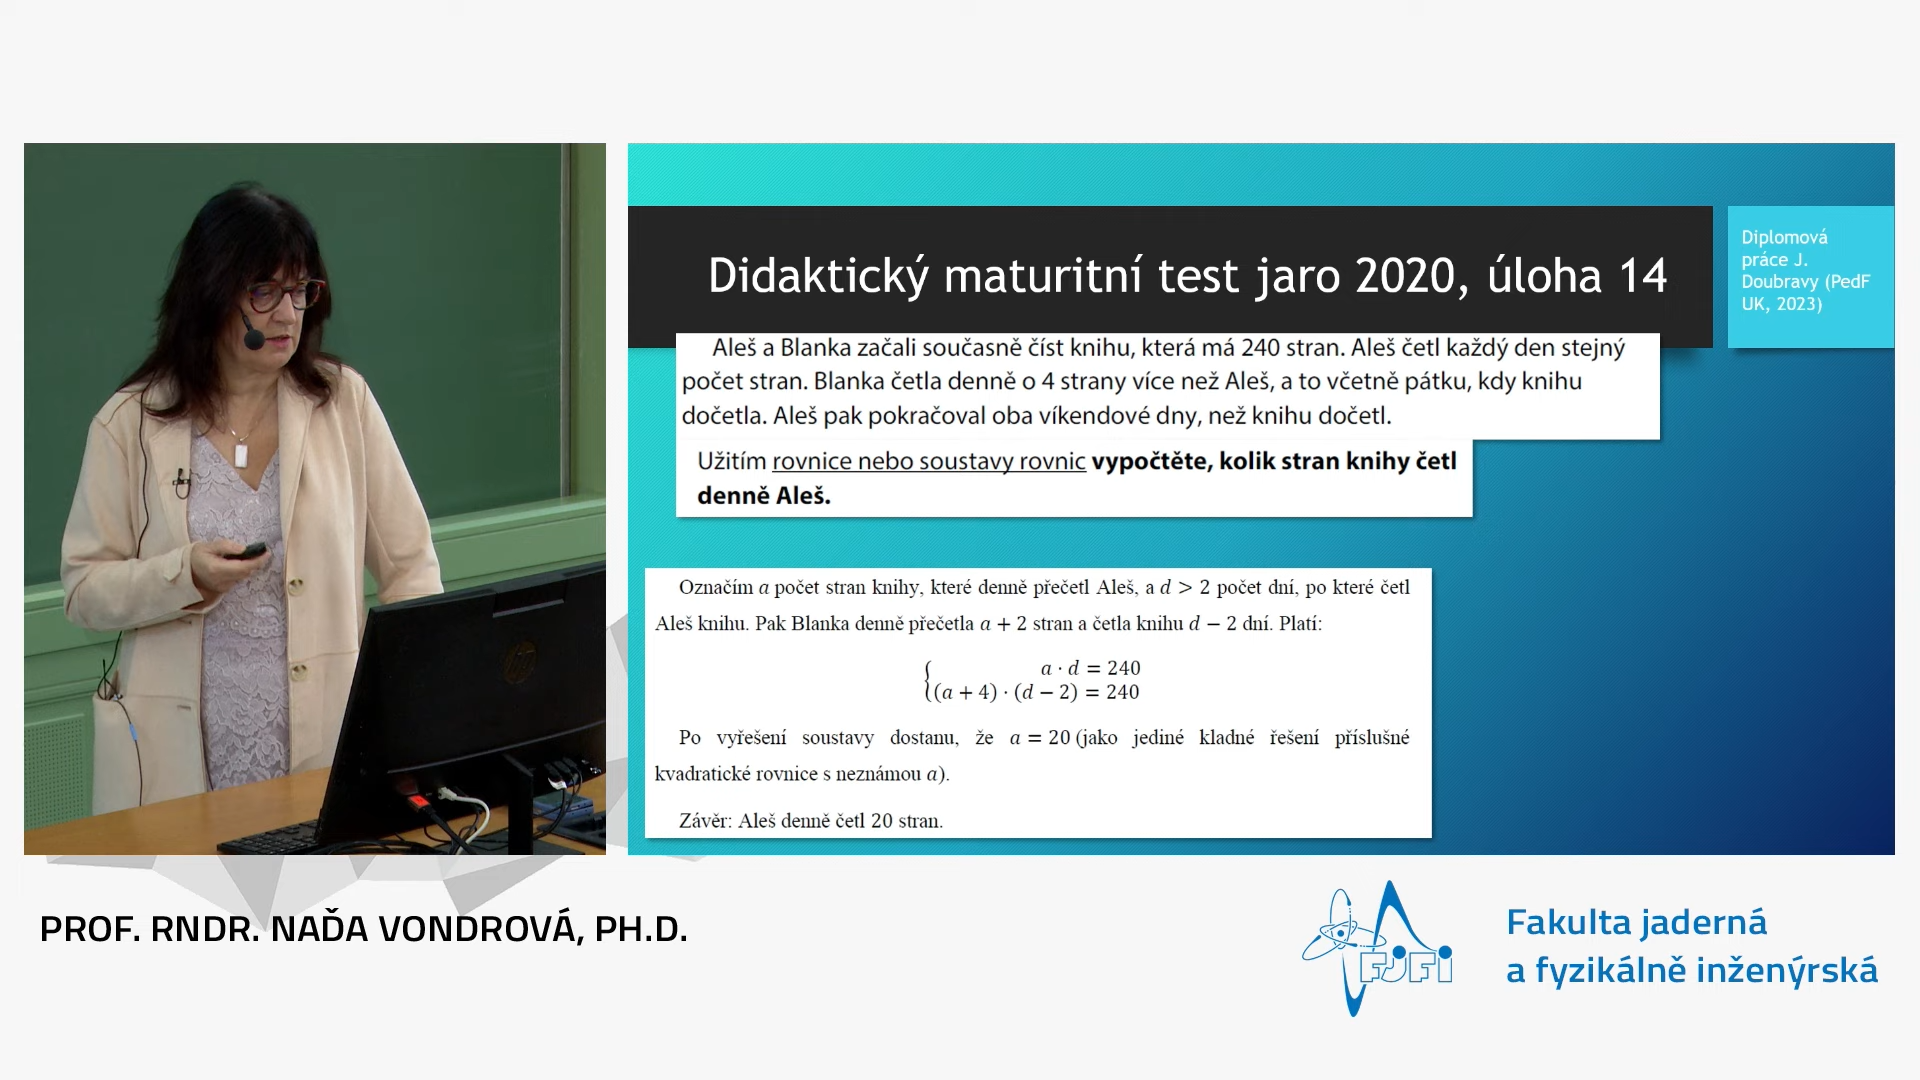 Didaktický maturitní test jaro 2020, úloha 14
Diplomová
práce J.
Doubravy (PedF
UK, 2023)
Aleš a Blanka začali současně číst knihu, která má 240 stran. Aleš četl každý den stejný
počet stran. Blanka četla denně o 4 strany více než Aleš, a to včetně pátku, kdy knihu
dočetla. Aleš pak pokračoval oba víkendové dny, než knihu dočetl.
Užitím rovnice nebo soustavy rovnic vypočtěte, kolik stran knihy četl
denně Aleš.
Označím a počet stran knihy, které denně přečetl Aleš, a d > 2 počet dní, po které četl
Aleš knihu. Pak Blanka denně přečetla a + 2 stran a četla knihu d − 2 dní. Platí:
a · d = 240
(a + 4) · (d − 2) = 240
Po vyřešení soustavy dostanu, že a = 20 (jako jediné kladné řešení příslušné
kvadratické rovnice s neznámou a).
Závěr: Aleš denně četl 20 stran.
PROF. RNDR. NAĎA VONDROVÁ, PH.D.
FJFI
Fakulta jaderná
a fyzikálně inženýrská